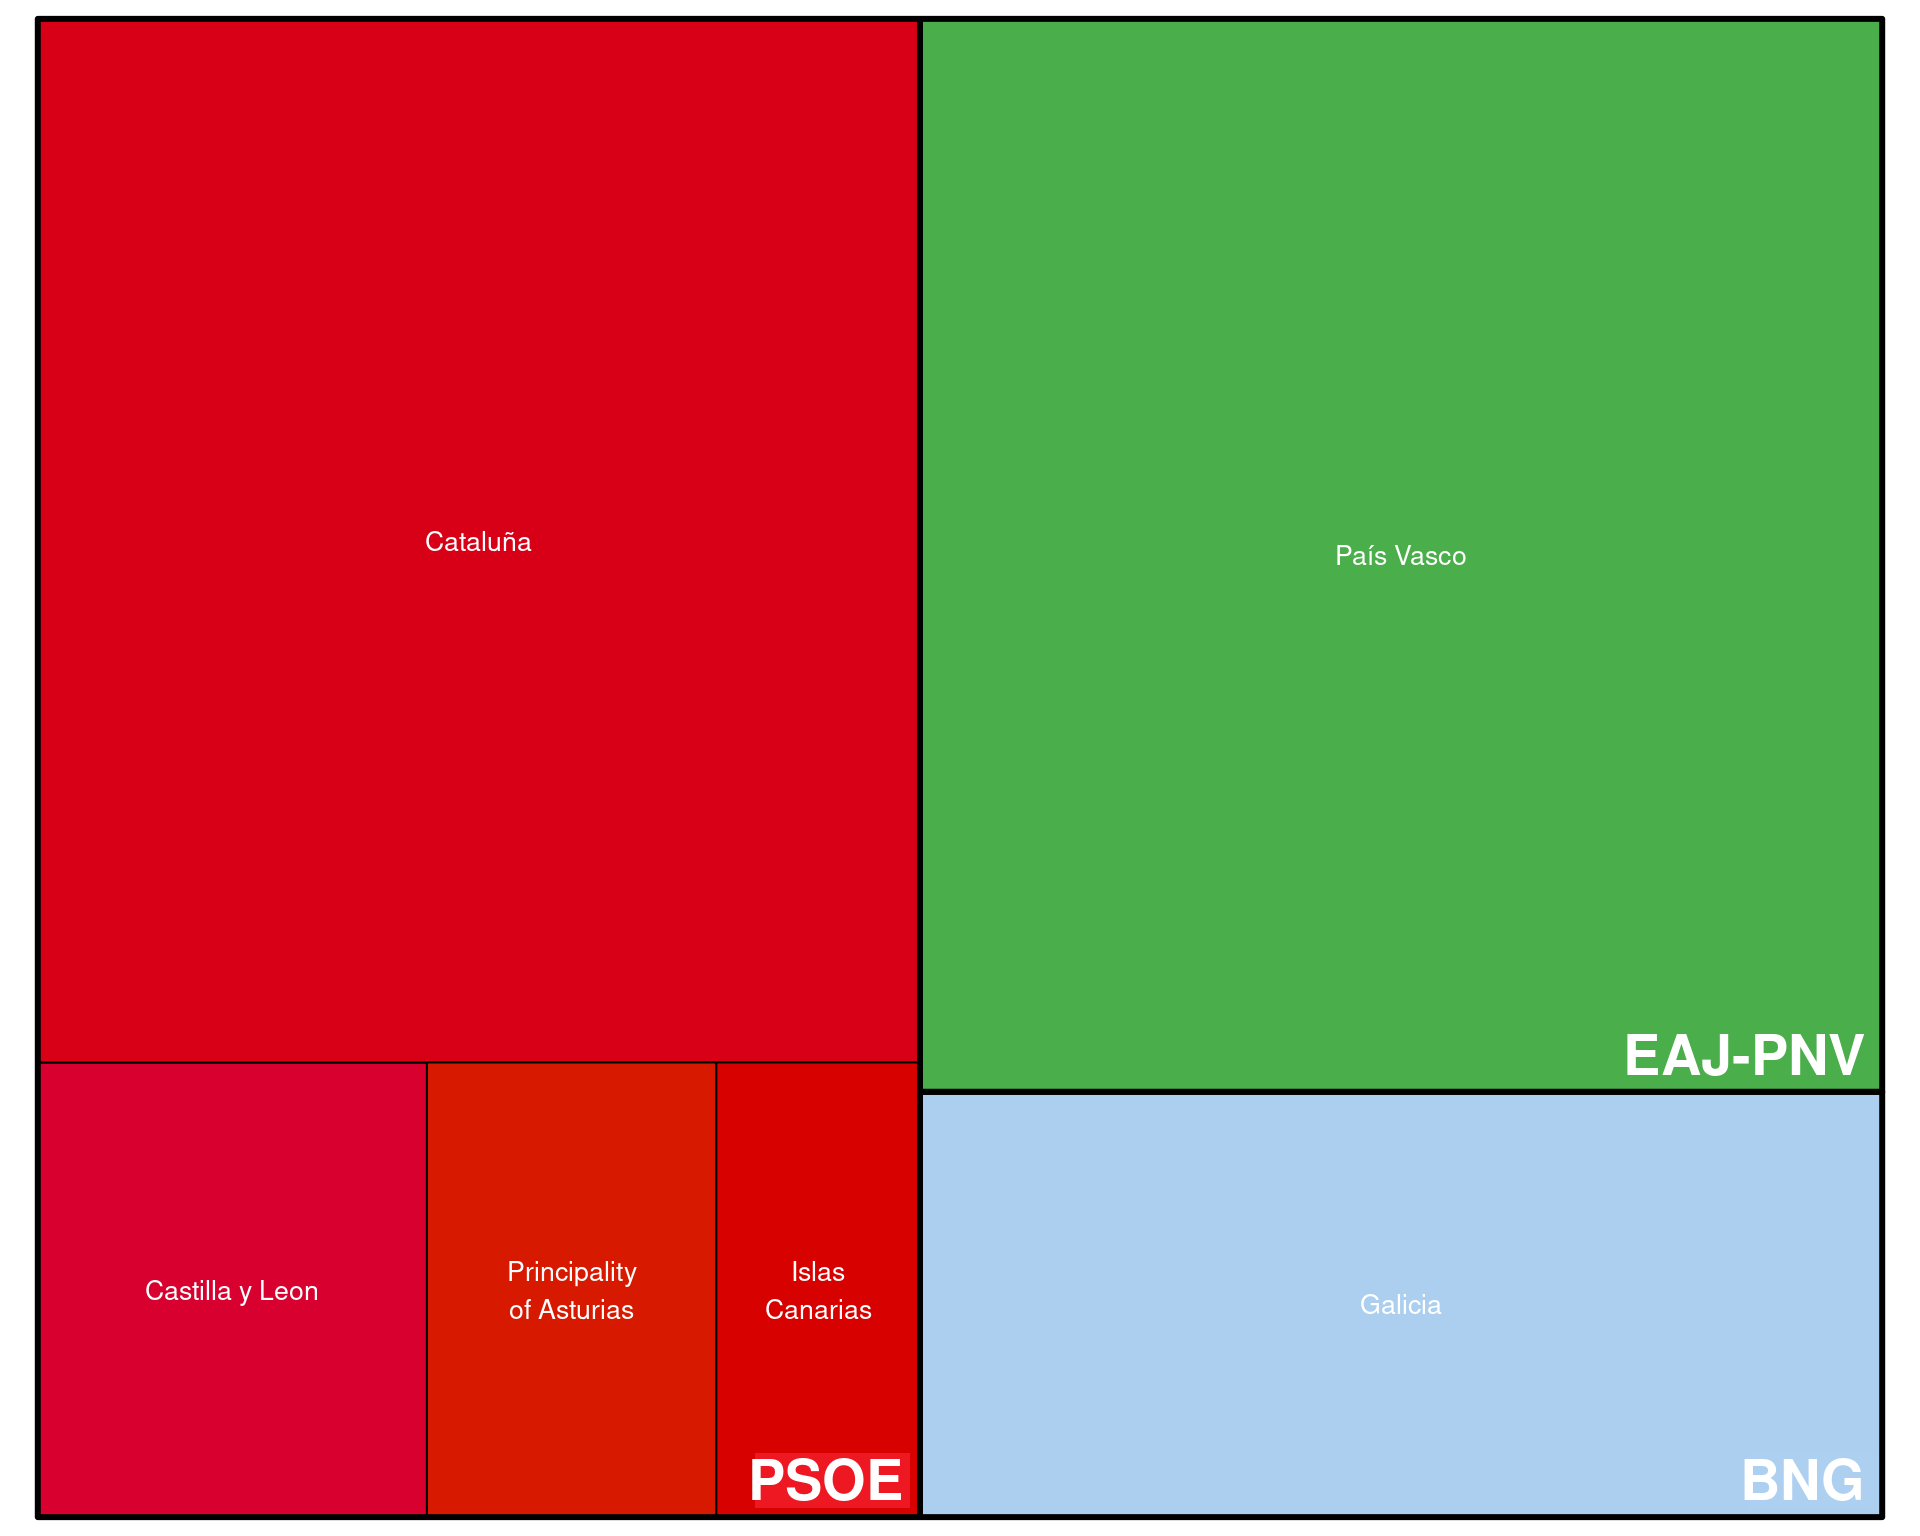 Cataluña
País Vasco
EAJ-PNV
Castilla y Leon
Principality
of Asturias
Islas
Canarias
PSOE
Galicia
BNG